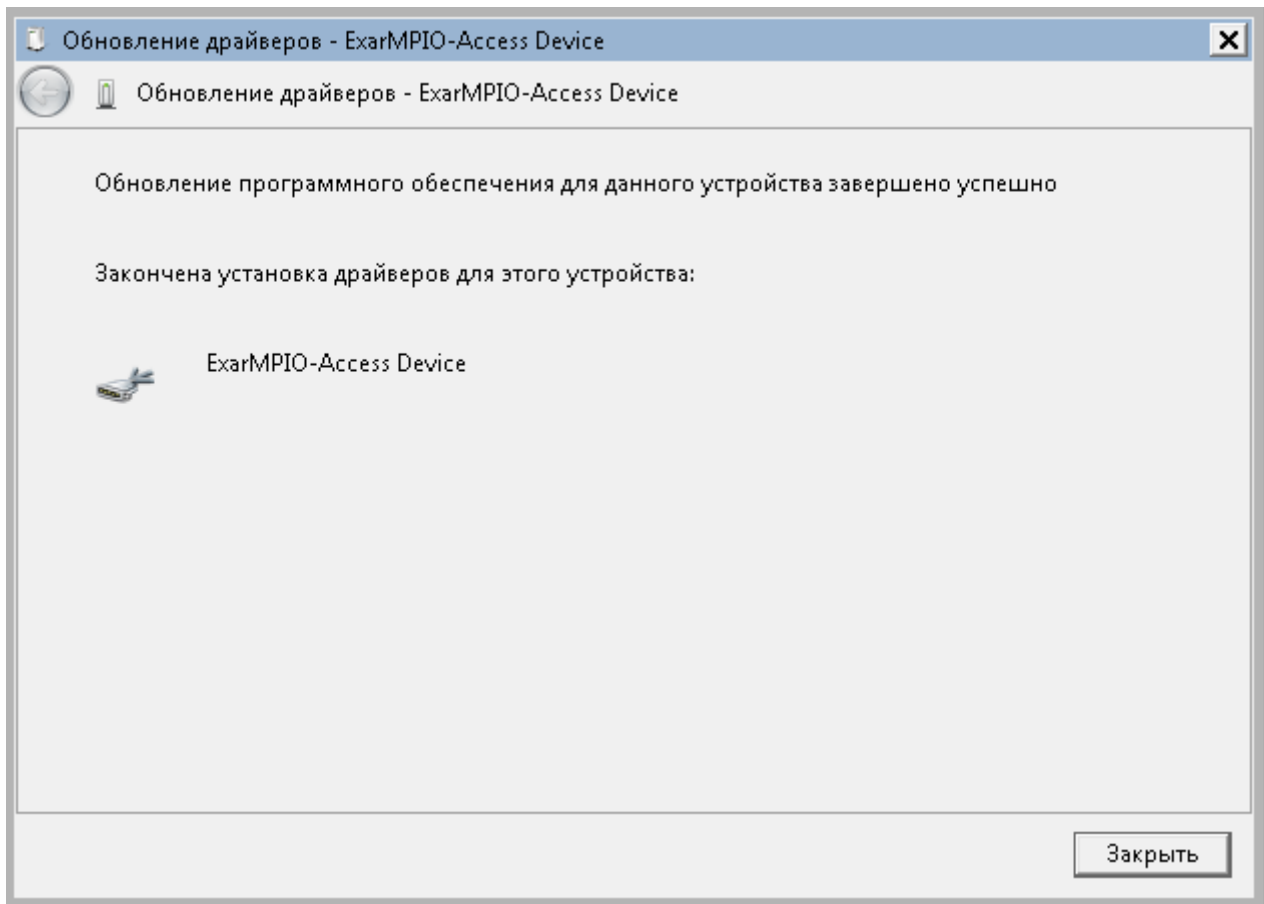 Обновление драйверов - ExarMPIO-Access Device
Обновление драйверов - ExarMPIO-Access Device
Обновление программного обеспечения для данного устройства завершено успешно
Закончена установка драйверов для этого устройства:
ExarMPIO-Access Device
Закрыть